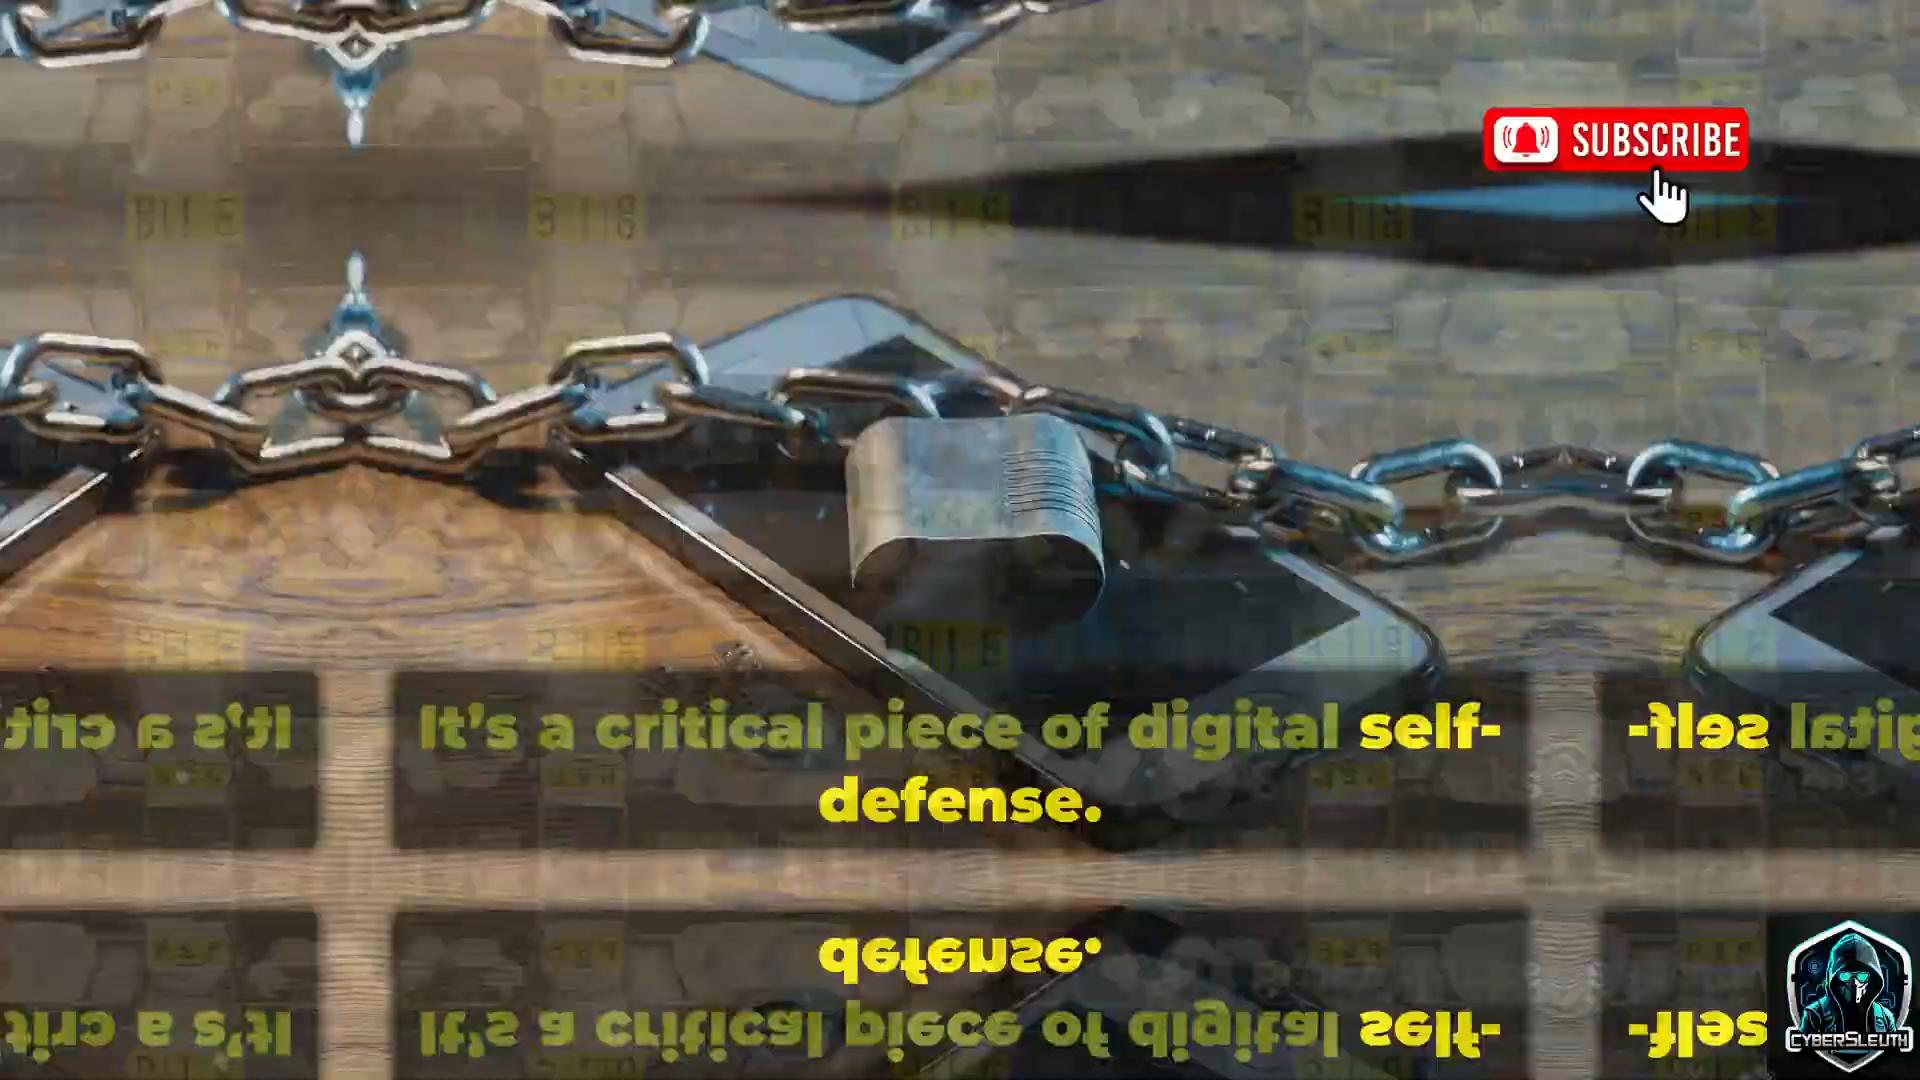 SUBSCRIBE
It's a critical piece of digital self-
defense.
CYBERSLEUTH